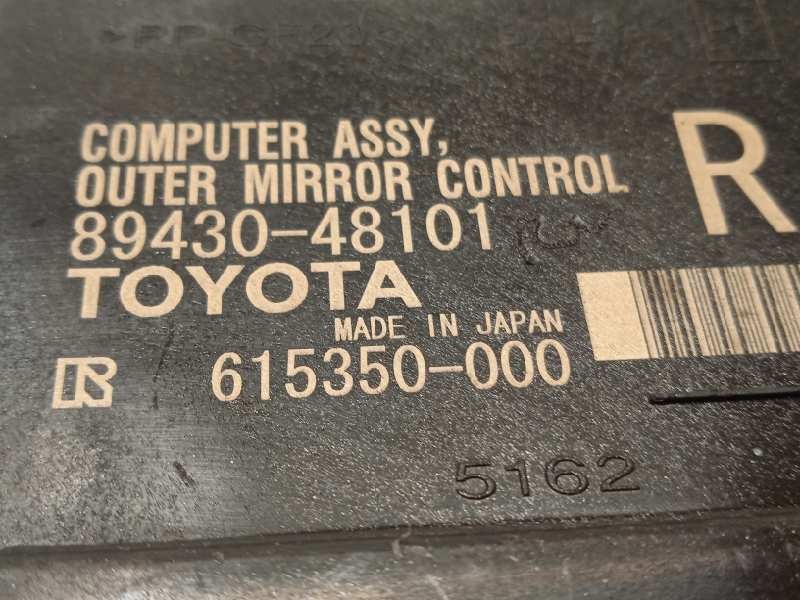 COMPUTER ASSY,
OUTER MIRROR CONTROL
89430-48101
R
TOYOTA
MADE IN JAPAN
615350-000
5162